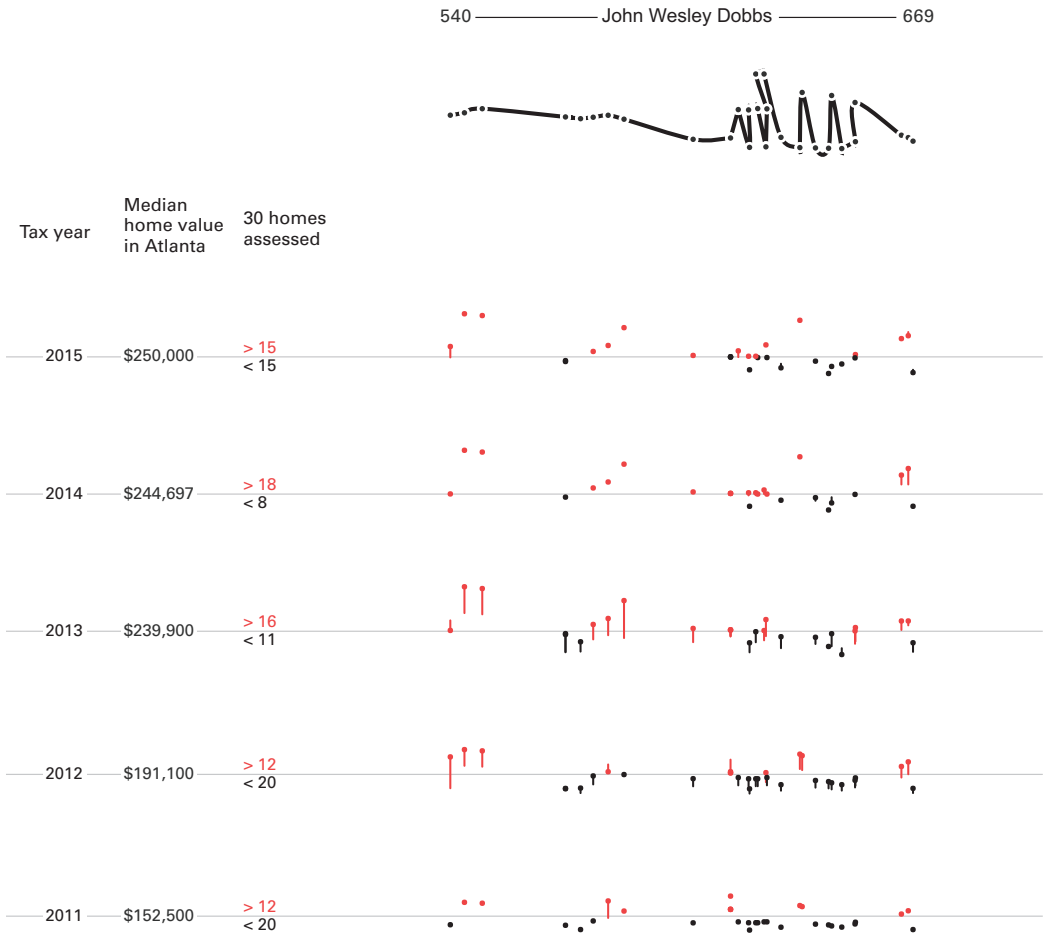 540 John Wesley Dobbs 669
Tax year
Median
home value
in Atlanta
30 homes
assessed
2015 $250,000 > 15
< 15
2014 $244,697 > 18
< 8
2013 $239,900 > 16
< 11
2012 $191,100 > 12
< 20
2011 $152,500 > 12
< 20